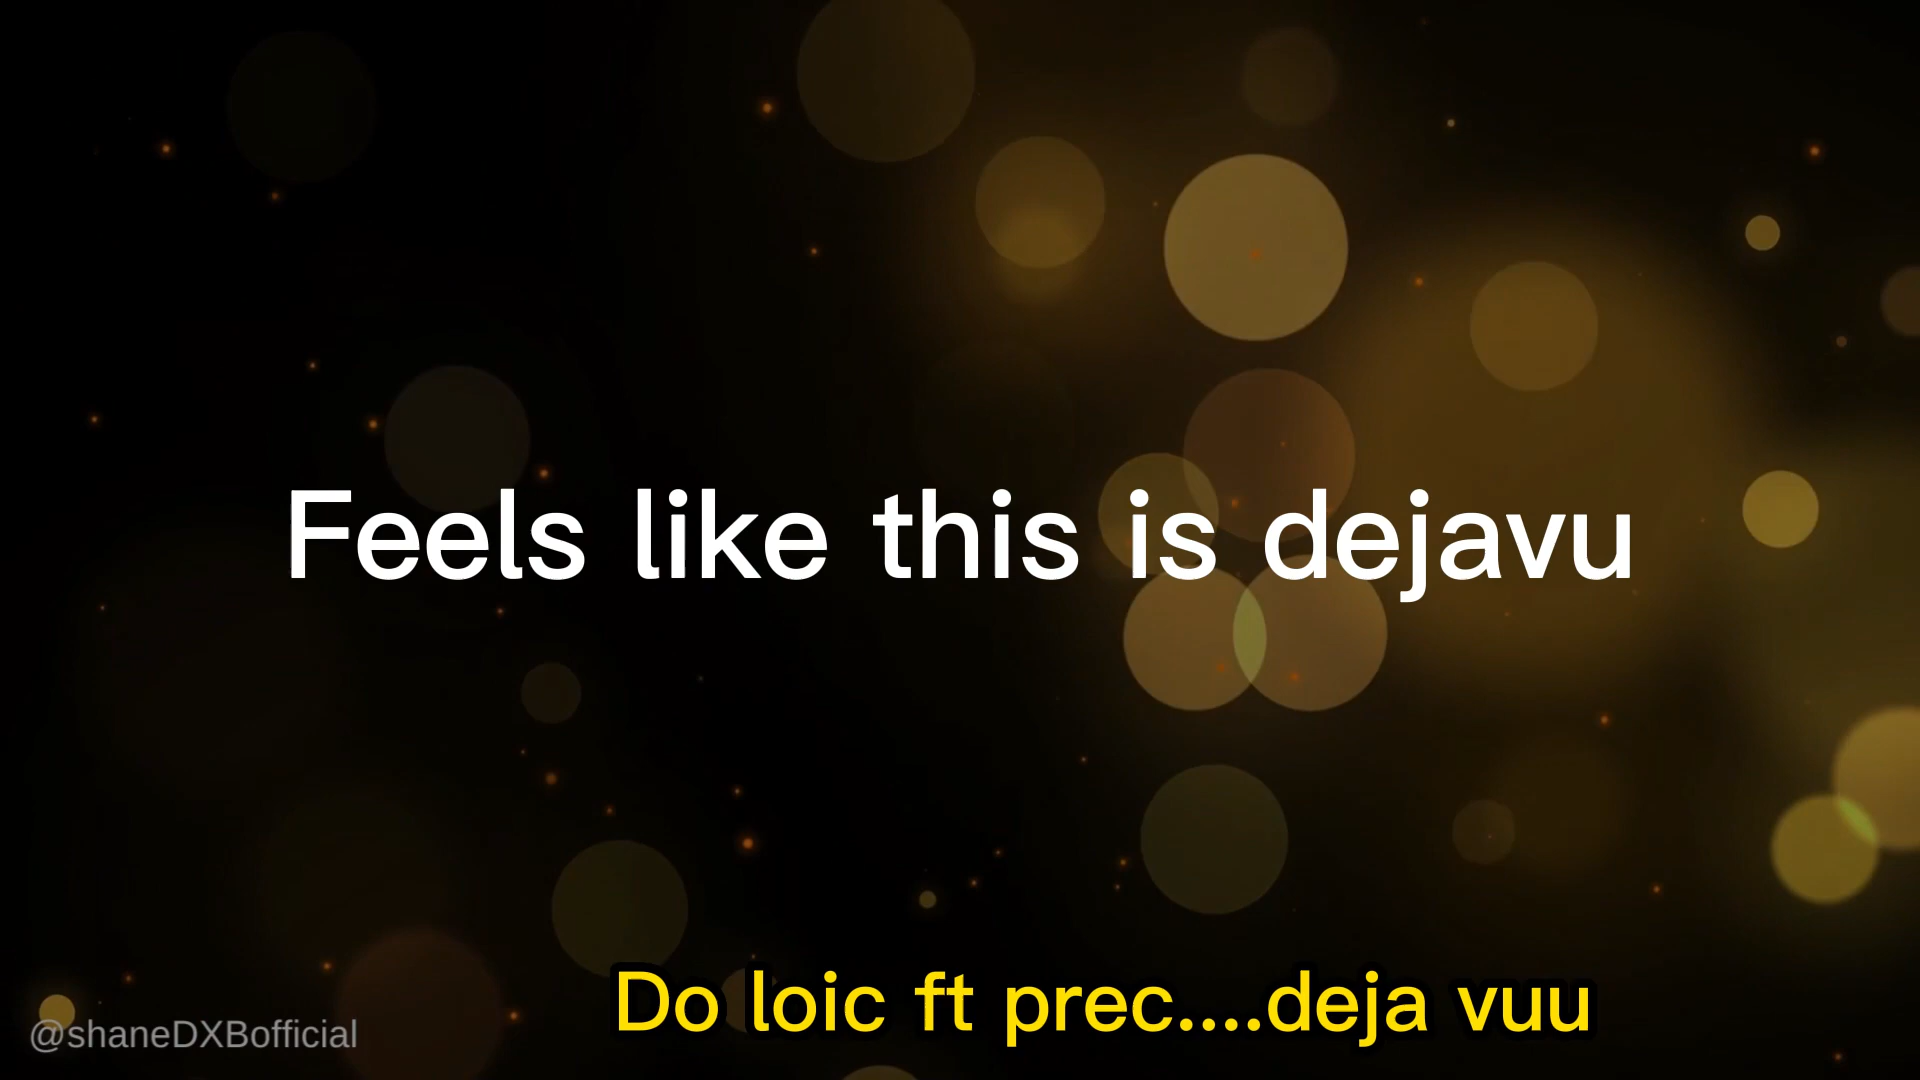 Feels like this is dejavu
Do loic ft prec....deja vuu
@shaneDXBofficial